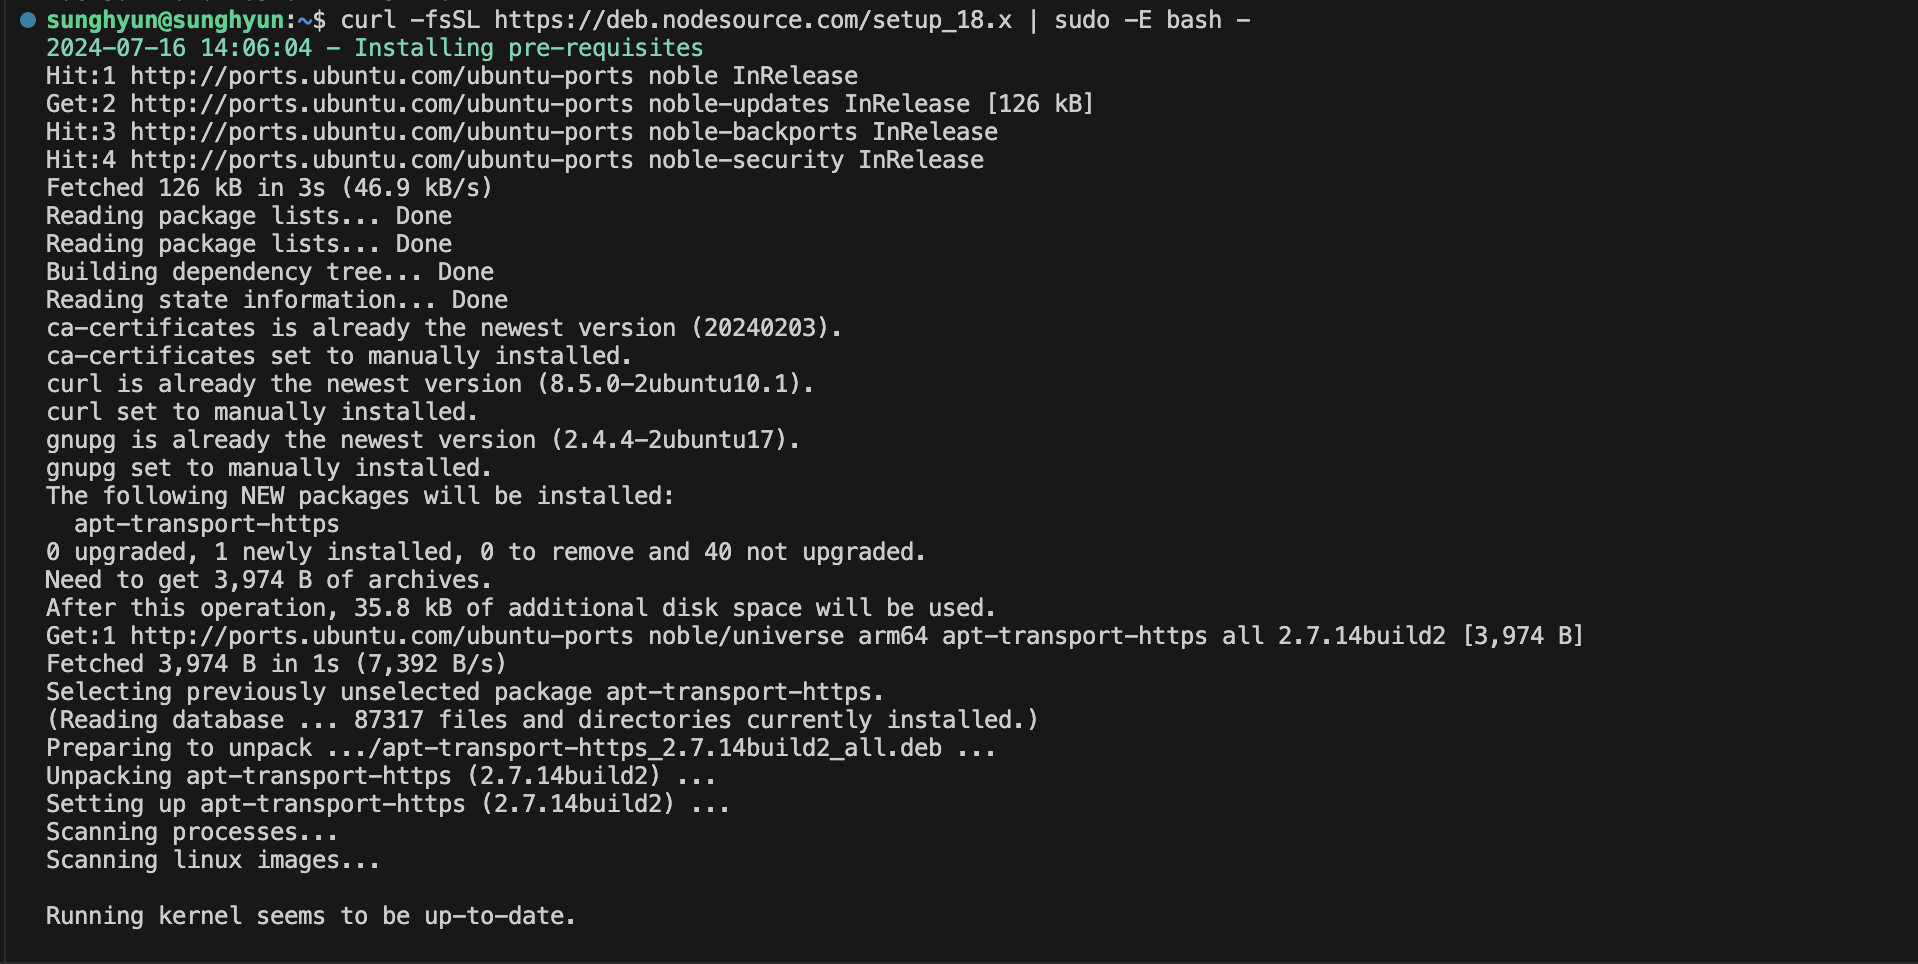 sunghyun@sunghyun:~$ curl -fsSL https://deb.nodesource.com/setup_18.x | sudo -E bash -
2024-07-16 14:06:04 - Installing pre-requisites
Hit:1 http://ports.ubuntu.com/ubuntu-ports noble InRelease
Get:2 http://ports.ubuntu.com/ubuntu-ports noble-updates InRelease [126 kB]
Hit:3 http://ports.ubuntu.com/ubuntu-ports noble-backports InRelease
Hit:4 http://ports.ubuntu.com/ubuntu-ports noble-security InRelease
Fetched 126 kB in 3s (46.9 kB/s)
Reading package lists... Done
Reading package lists... Done
Building dependency tree... Done
Reading state information... Done
ca-certificates is already the newest version (20240203).
ca-certificates set to manually installed.
curl is already the newest version (8.5.0-2ubuntu10.1).
curl set to manually installed.
gnupg is already the newest version (2.4.4-2ubuntu17).
gnupg set to manually installed.
The following NEW packages will be installed:
  apt-transport-https
0 upgraded, 1 newly installed, 0 to remove and 40 not upgraded.
Need to get 3,974 B of archives.
After this operation, 35.8 kB of additional disk space will be used.
Get:1 http://ports.ubuntu.com/ubuntu-ports noble/universe arm64 apt-transport-https all 2.7.14build2 [3,974 B]
Fetched 3,974 B in 1s (7,392 B/s)
Selecting previously unselected package apt-transport-https.
(Reading database ... 87317 files and directories currently installed.)
Preparing to unpack .../apt-transport-https_2.7.14build2_all.deb ...
Unpacking apt-transport-https (2.7.14build2) ...
Setting up apt-transport-https (2.7.14build2) ...
Scanning processes...
Scanning linux images...
Running kernel seems to be up-to-date.